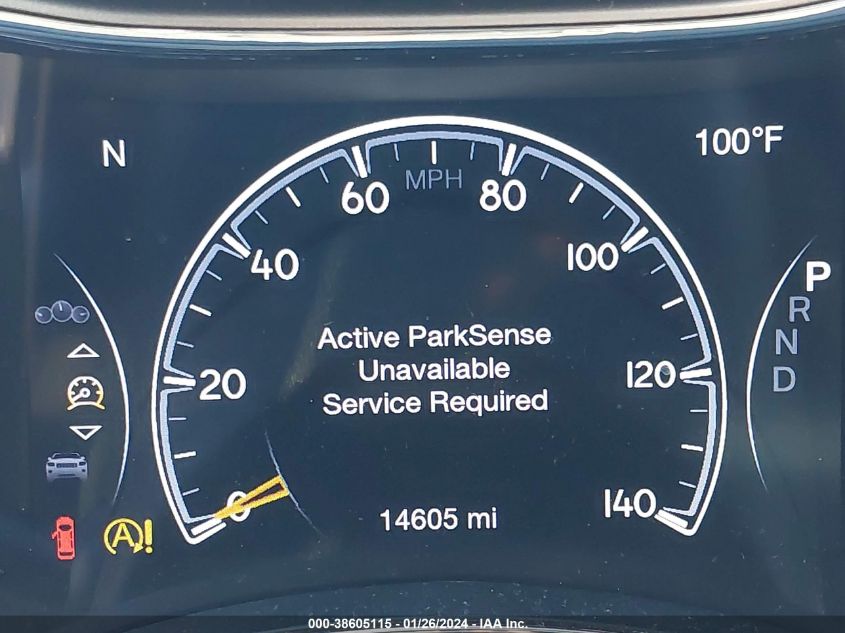 N
100°F
MPH
60
80
40
100
P
R
N
D
Active ParkSense
Unavailable
Service Required
20
120
0
140
14605 mi
A!
000-38605115 - 01/26/2024 - IAA Inc.